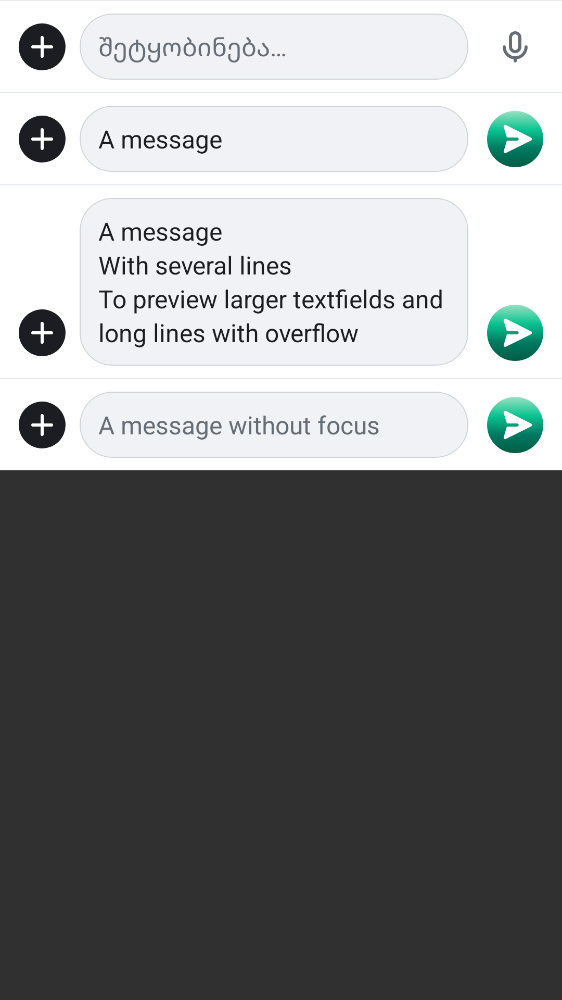 შეტყობინება…
A message
A message
With several lines
To preview larger textfields and
long lines with overflow
A message without focus